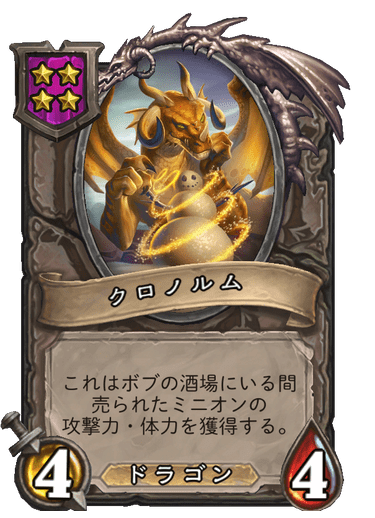 クロノルム
これはボブの酒場にいる間
売られたミニオンの
攻撃力・体力を獲得する。
4
ドラゴン
4